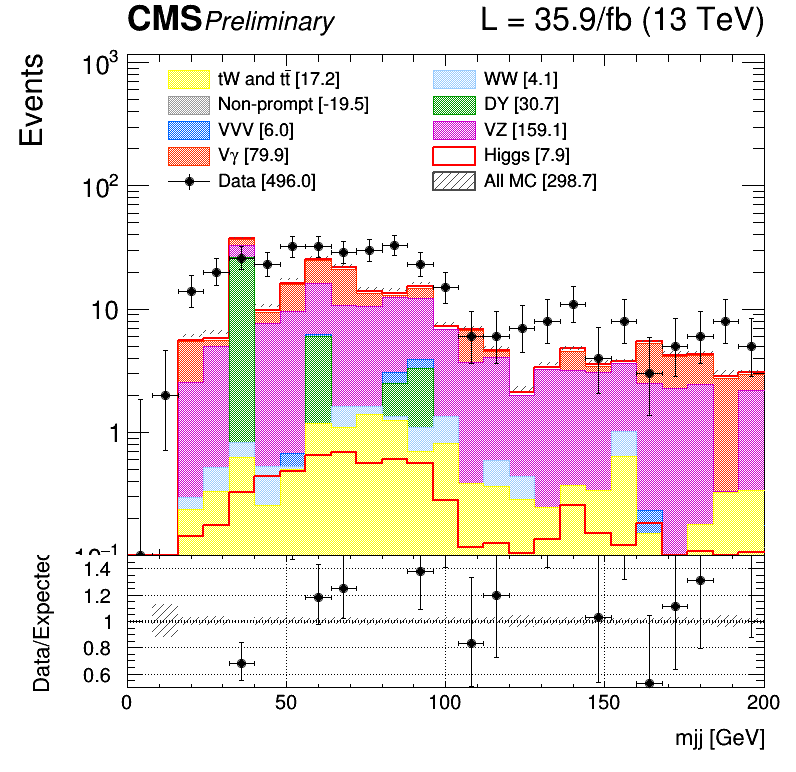 CMS Preliminary L = 35.9/fb (13 TeV)
Events
10³
10²
10
1
10⁻¹
tW and tt̄ [17.2]
WW [4.1]
Non-prompt [-19.5]
DY [30.7]
VVV [6.0]
VZ [159.1]
Vγ [79.9]
Higgs [7.9]
Data [496.0]
All MC [298.7]
Data/Expected
1.4
1.2
1
0.8
0.6
0 50 100 150 200
mjj [GeV]